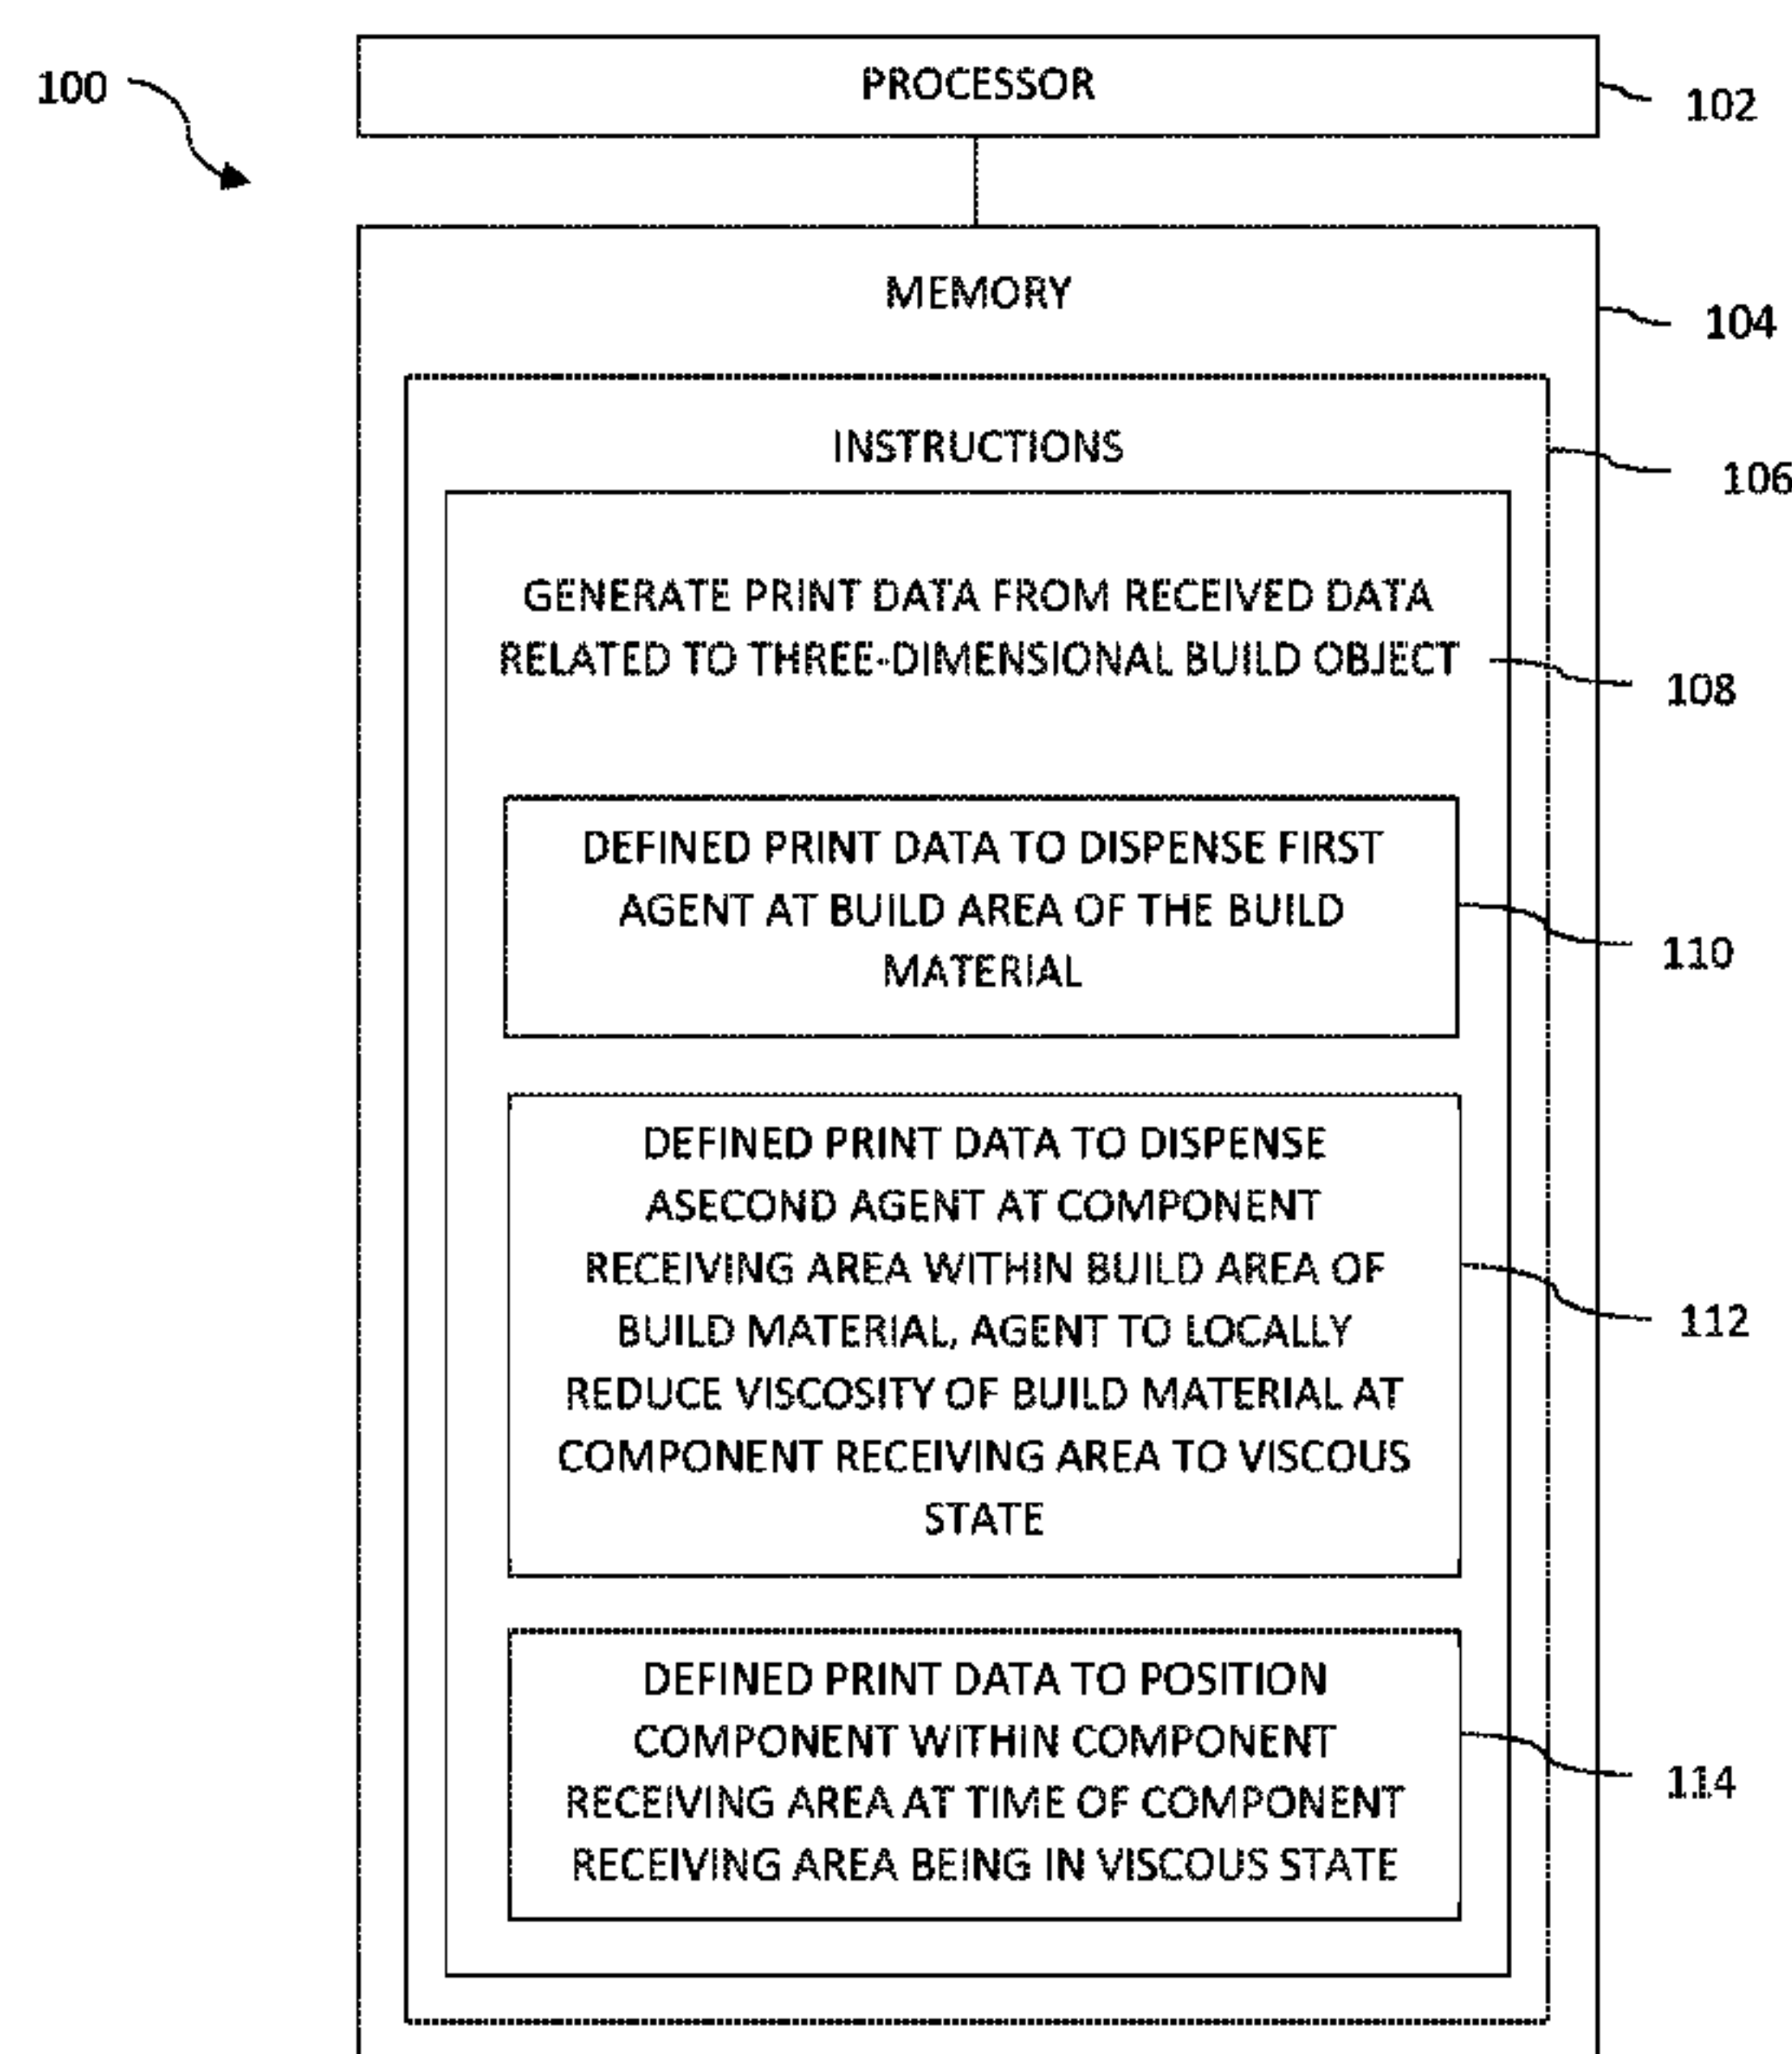 100
PROCESSOR
102
MEMORY
104
INSTRUCTIONS
106
GENERATE PRINT DATA FROM RECEIVED DATA
RELATED TO THREE-DIMENSIONAL BUILD OBJECT
108
DEFINED PRINT DATA TO DISPENSE FIRST
AGENT AT BUILD AREA OF THE BUILD
MATERIAL
110
DEFINED PRINT DATA TO DISPENSE
ASECOND AGENT AT COMPONENT
RECEIVING AREA WITHIN BUILD AREA OF
BUILD MATERIAL, AGENT TO LOCALLY
REDUCE VISCOSITY OF BUILD MATERIAL AT
COMPONENT RECEIVING AREA TO VISCOUS
STATE
112
DEFINED PRINT DATA TO POSITION
COMPONENT WITHIN COMPONENT
RECEIVING AREA AT TIME OF COMPONENT
RECEIVING AREA BEING IN VISCOUS STATE
114